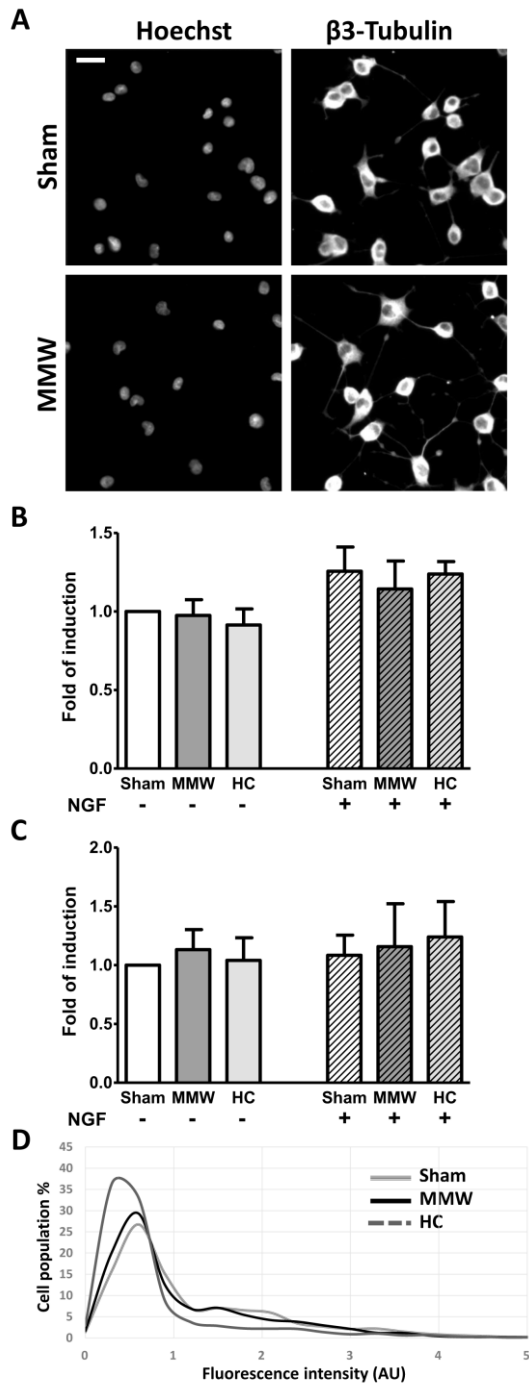 A
Hoechst β3-Tubulin
Sham
MMW
B
Fold of induction
1.5
1.0
0.5
0.0
Sham MMW HC Sham MMW HC
NGF - - - + + +
C
Fold of induction
2.0
1.5
1.0
0.5
0.0
Sham MMW HC Sham MMW HC
NGF - - - + + +
D
Cell population %
45
40
35
30
25
20
15
10
5
0
Sham
MMW
HC
0 1 2 3 4 5
Fluorescence intensity (AU)